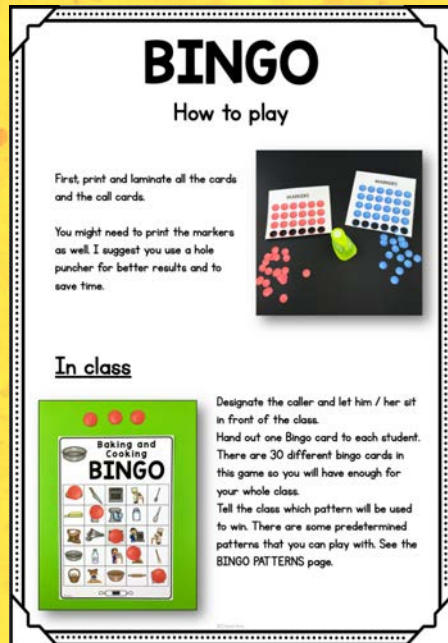 BINGO
How to play
First, print and laminate all the cards
and the call cards.
You might need to print the markers
as well. I suggest you use a hole
puncher for better results and to
save time.
MARKERS
MARKERS
In class
Baking and
Cooking
BINGO
Designate the caller and let him / her sit
in front of the class.
Hand out one Bingo card to each student.
There are 30 different bingo cards in
this game so you will have enough for
your whole class.
Tell the class which pattern will be used
to win. There are some predetermined
patterns that you can play with. See the
BINGO PATTERNS page.